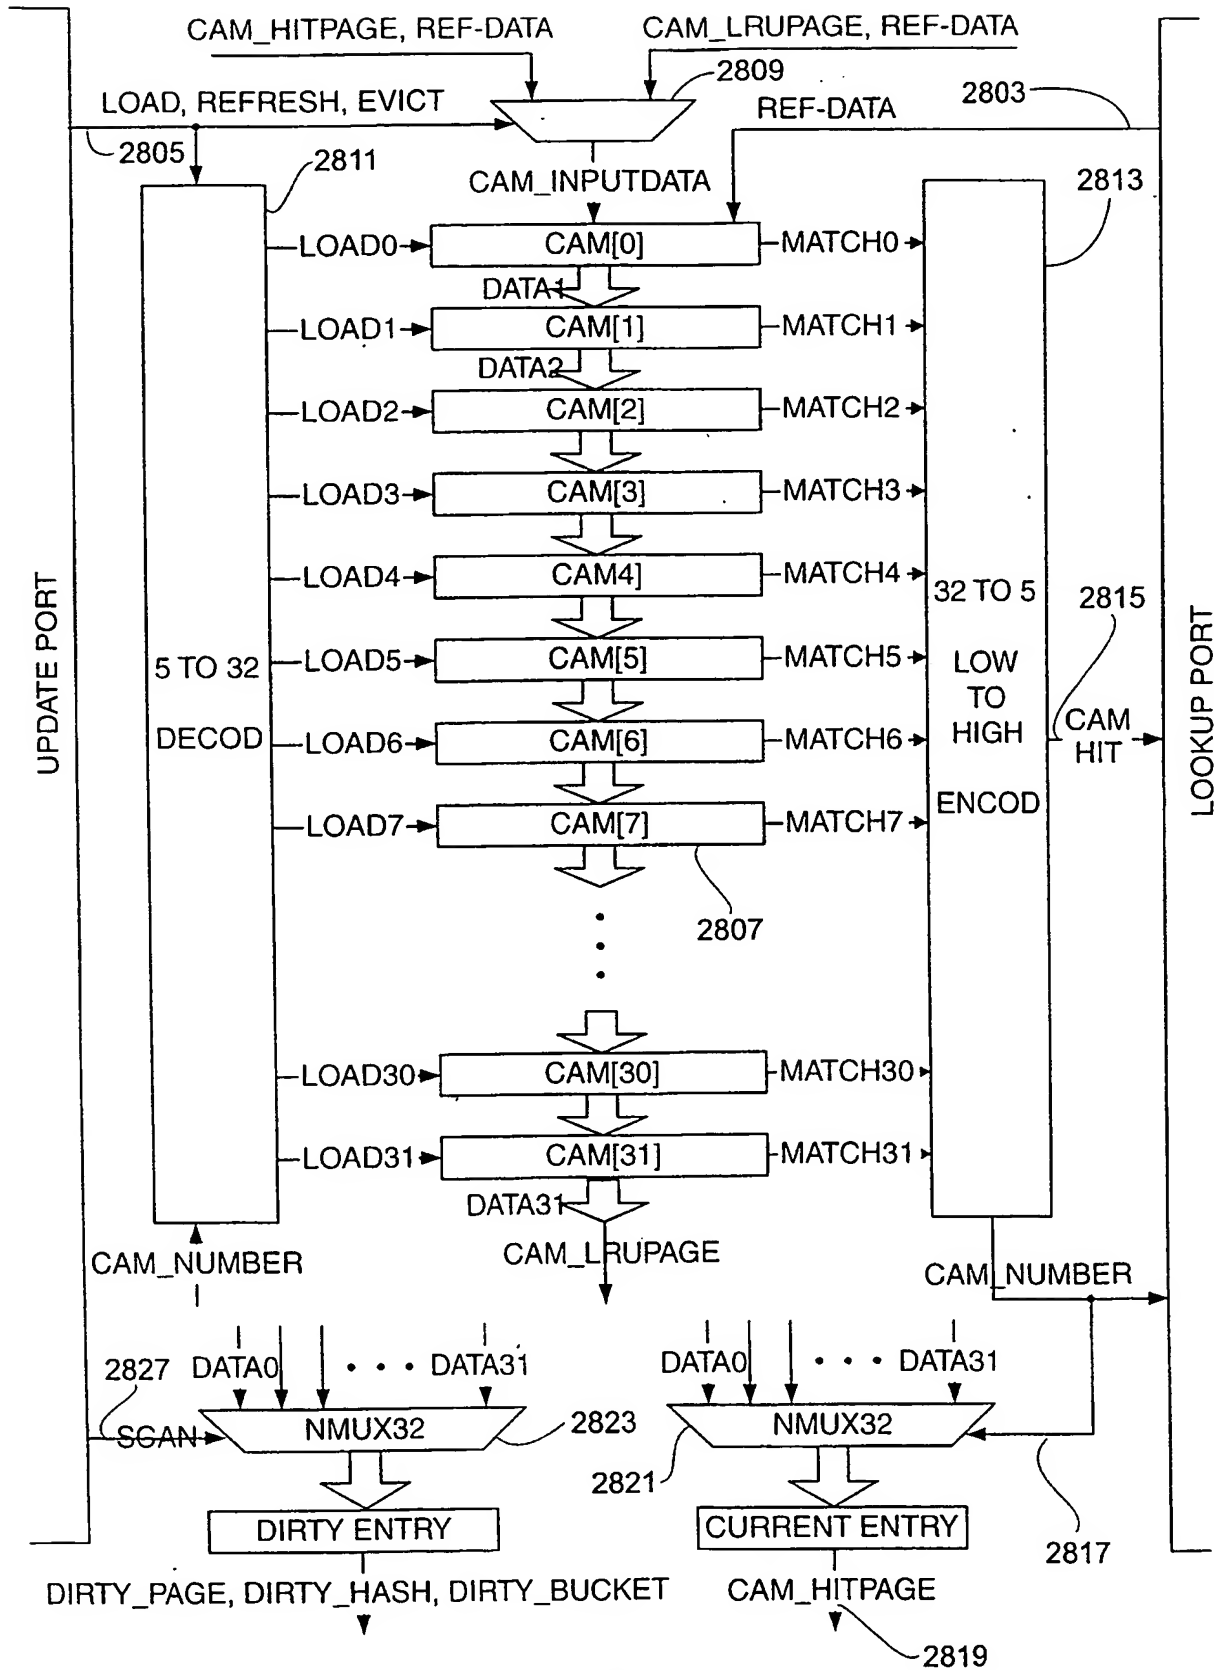 CAM_HITPAGE, REF-DATA
CAM_LRUPAGE, REF-DATA
2809
LOAD, REFRESH, EVICT
REF-DATA
2803
2805
2811
CAM_INPUTDATA
2813
LOAD0
CAM[0]
MATCH0
DATA1
LOAD1
CAM[1]
MATCH1
DATA2
LOAD2
CAM[2]
MATCH2
LOAD3
CAM[3]
MATCH3
LOAD4
CAM4]
MATCH4
LOAD5
CAM[5]
MATCH5
LOAD6
CAM[6]
MATCH6
LOAD7
CAM[7]
MATCH7
2807
UPDATE PORT
5 TO 32
DECOD
32 TO 5
LOW
TO
HIGH
ENCOD
2815
CAM
HIT
LOOKUP PORT
LOAD30
CAM[30]
MATCH30
LOAD31
CAM[31]
MATCH31
DATA31
CAM_LRUPAGE
CAM_NUMBER
CAM_NUMBER
2827
DATA0
• • • DATA31
DATA0
• • • DATA31
SCAN
NMUX32
2823
NMUX32
2821
2817
DIRTY ENTRY
CURRENT ENTRY
DIRTY_PAGE, DIRTY_HASH, DIRTY_BUCKET
CAM_HITPAGE
2819